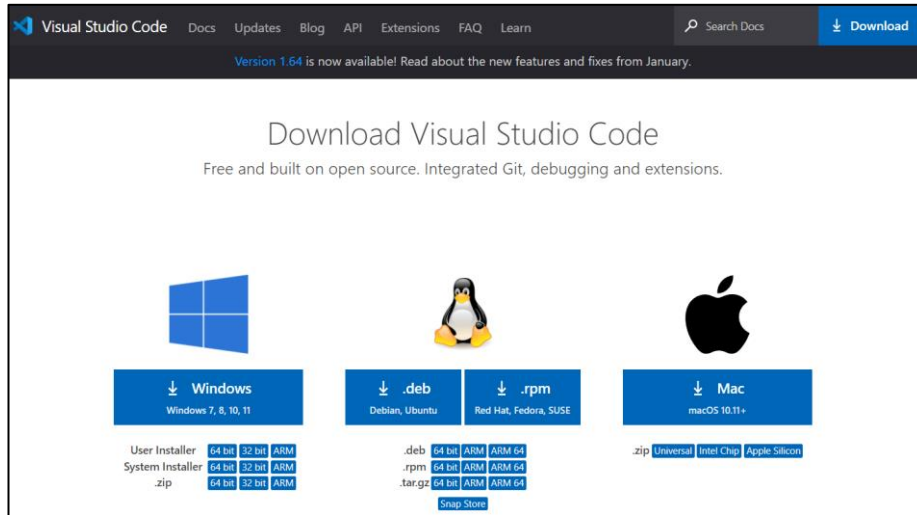 Visual Studio Code Docs Updates Blog API Extensions FAQ Learn Search Docs Download
Version 1.64 is now available! Read about the new features and fixes from January.
Download Visual Studio Code
Free and built on open source. Integrated Git, debugging and extensions.
Windows
Windows 7, 8, 10, 11
.deb
Debian, Ubuntu
.rpm
Red Hat, Fedora, SUSE
Mac
macOS 10.11+
User Installer 64 bit 32 bit ARM
System Installer 64 bit 32 bit ARM
.zip 64 bit 32 bit ARM
.deb 64 bit ARM ARM 64
.rpm 64 bit ARM ARM 64
.tar.gz 64 bit ARM ARM 64
Snap Store
.zip Universal Intel Chip Apple Silicon